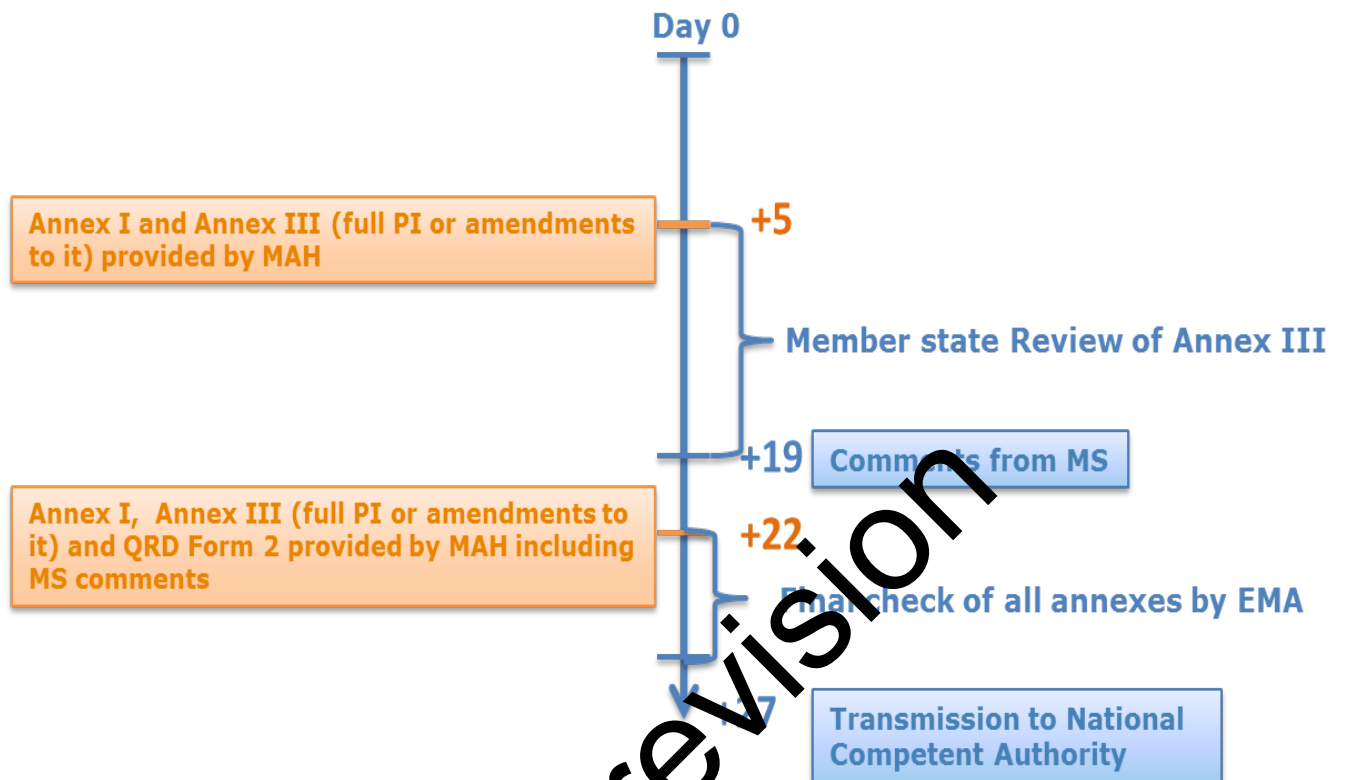 Day 0
Annex I and Annex III (full PI or amendments
to it) provided by MAH
+5
Member state Review of Annex III
+19
Comments from MS
Annex I,  Annex III (full PI or amendments to
it) and QRD Form 2 provided by MAH including
MS comments
+22
Final check of all annexes by EMA
Transmission to National
Competent Authority
evision